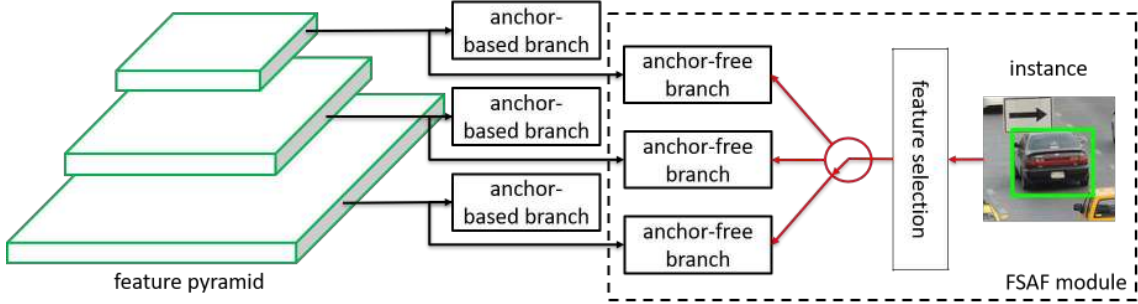 anchor-
based branch
anchor-free
branch
instance
anchor-
based branch
anchor-free
branch
feature selection
anchor-
based branch
anchor-free
branch
feature pyramid
FSAF module